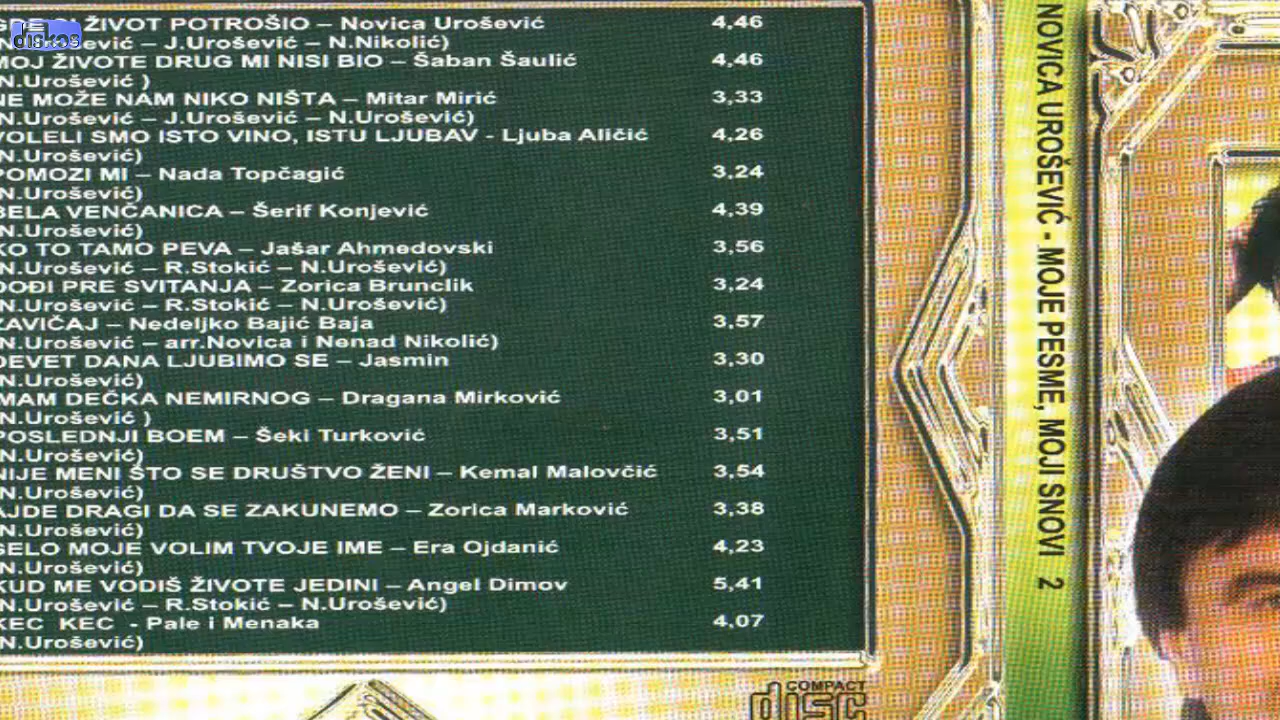 ŽIVOT POTROŠIO – Novica Urošević 4,46
– J.Urošević – N.Nikolić)
MOJ ŽIVOTE DRUG MI NISI BIO – Šaban Šaulić 4,46
N.Urošević )
NE MOŽE NAM NIKO NIŠTA – Mitar Mirić 3,33
N.Urošević – J.Urošević – N.Urošević)
VOLELI SMO ISTO VINO, ISTU LJUBAV - Ljuba Aličić 4,26
N.Urošević)
POMOZI MI – Nada Topčagić 3.24
N.Urošević)
BELA VENČANICA – Šerif Konjević 4,39
N.Urošević)
KO TO TAMO PEVA – Jašar Ahmedovski 3,56
N.Urošević – R.Stokić – N.Urošević)
DOĐI PRE SVITANJA – Zorica Brunclik 3,24
N.Urošević – R.Stokić – N.Urošević)
ZAVIČAJ – Nedeljko Bajić Baja 3,57
N.Urošević – arr.Novica i Nenad Nikolić)
DEVET DANA LJUBIMO SE – Jasmin 3,30
N.Urošević)
MAM DEČKA NEMIRNOG – Dragana Mirković 3,01
N.Urošević )
POSLEDNJI BOEM – Šeki Turković 3,51
N.Urošević)
NIJE MENI ŠTO SE DRUŠTVO ŽENI – Kemal Malovčić 3,54
N.Urošević)
AJDE DRAGI DA SE ZAKUNEMO – Zorica Marković 3,38
N.Urošević)
SELO MOJE VOLIM TVOJE IME – Era Ojdanić 4,23
N.Urošević)
KUD ME VODIŠ ŽIVOTE JEDINI – Angel Dimov 5,41
N.Urošević – R.Stokić – N.Urošević)
KEC KEC - Pale i Menaka 4,07
N.Urošević)
COMPACT
disc
NOVICA UROŠEVIĆ - MOJE PESME, MOJI SNOVI 2